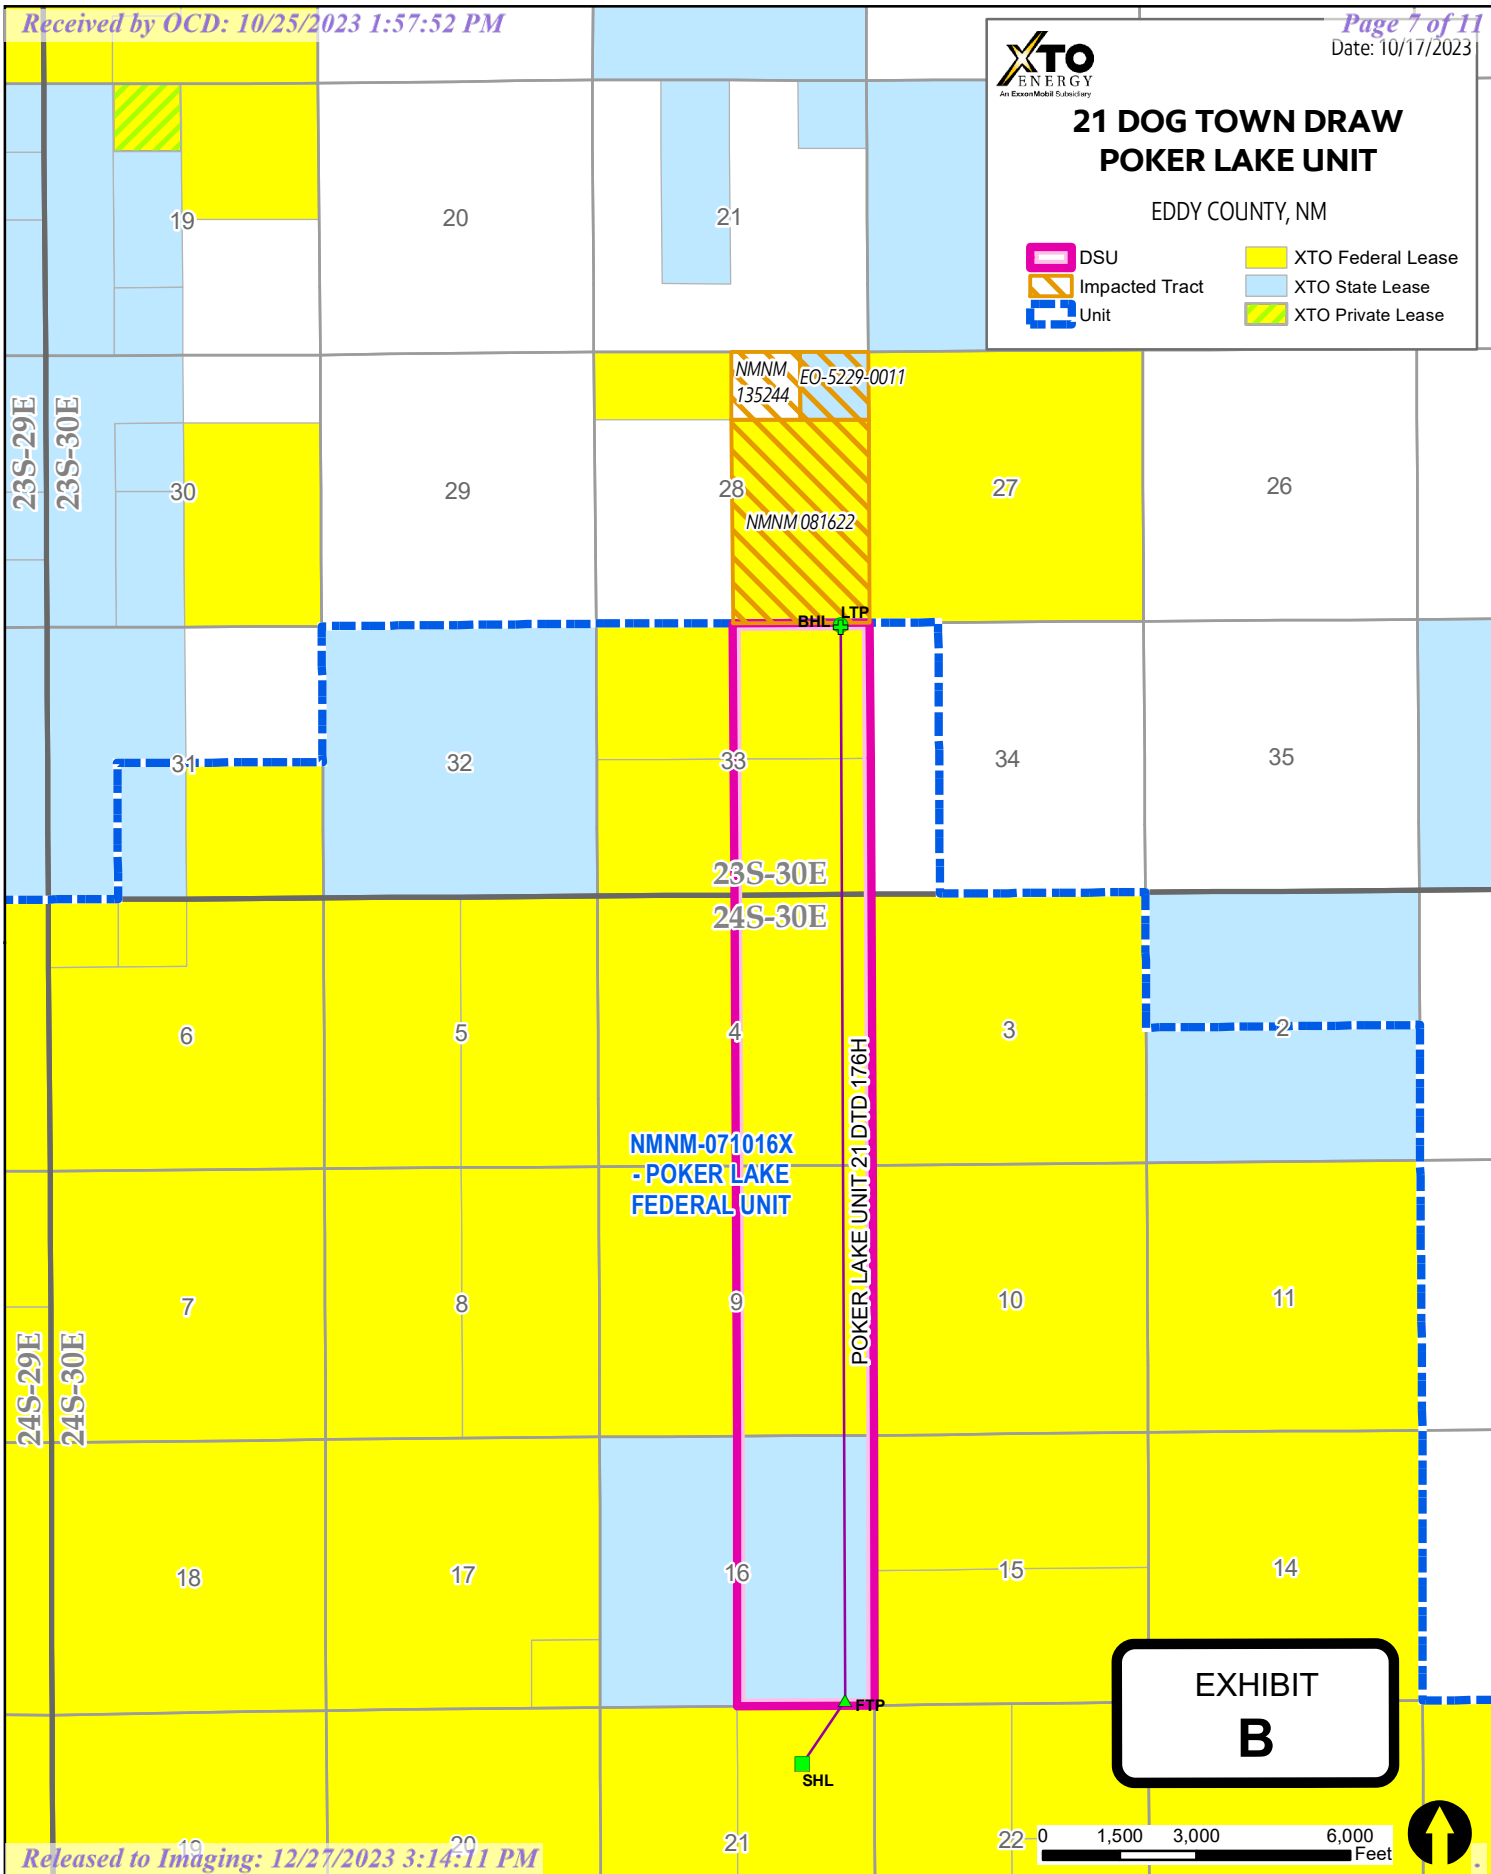 Received by OCD: 10/25/2023 1:57:52 PM
Page 7 of 11
XTO
ENERGY
An ExxonMobil Subsidiary
Date: 10/17/2023
21 DOG TOWN DRAW
POKER LAKE UNIT
EDDY COUNTY, NM
DSU
XTO Federal Lease
Impacted Tract
XTO State Lease
Unit
XTO Private Lease
19
20
21
NMNM
135244
EO-5229-0011
23S-29E
23S-30E
30
29
28
27
26
NMNM 081622
BHL
LTP
31
32
33
34
35
23S-30E
24S-30E
6
5
4
3
2
POKER LAKE UNIT 21 DTD 176H
NMNM-071016X
- POKER LAKE
FEDERAL UNIT
7
8
9
10
11
24S-29E
24S-30E
18
17
16
15
14
FTP
SHL
EXHIBIT
B
19
20
21
22
0 1,500 3,000 6,000
Feet
Released to Imaging: 12/27/2023 3:14:11 PM